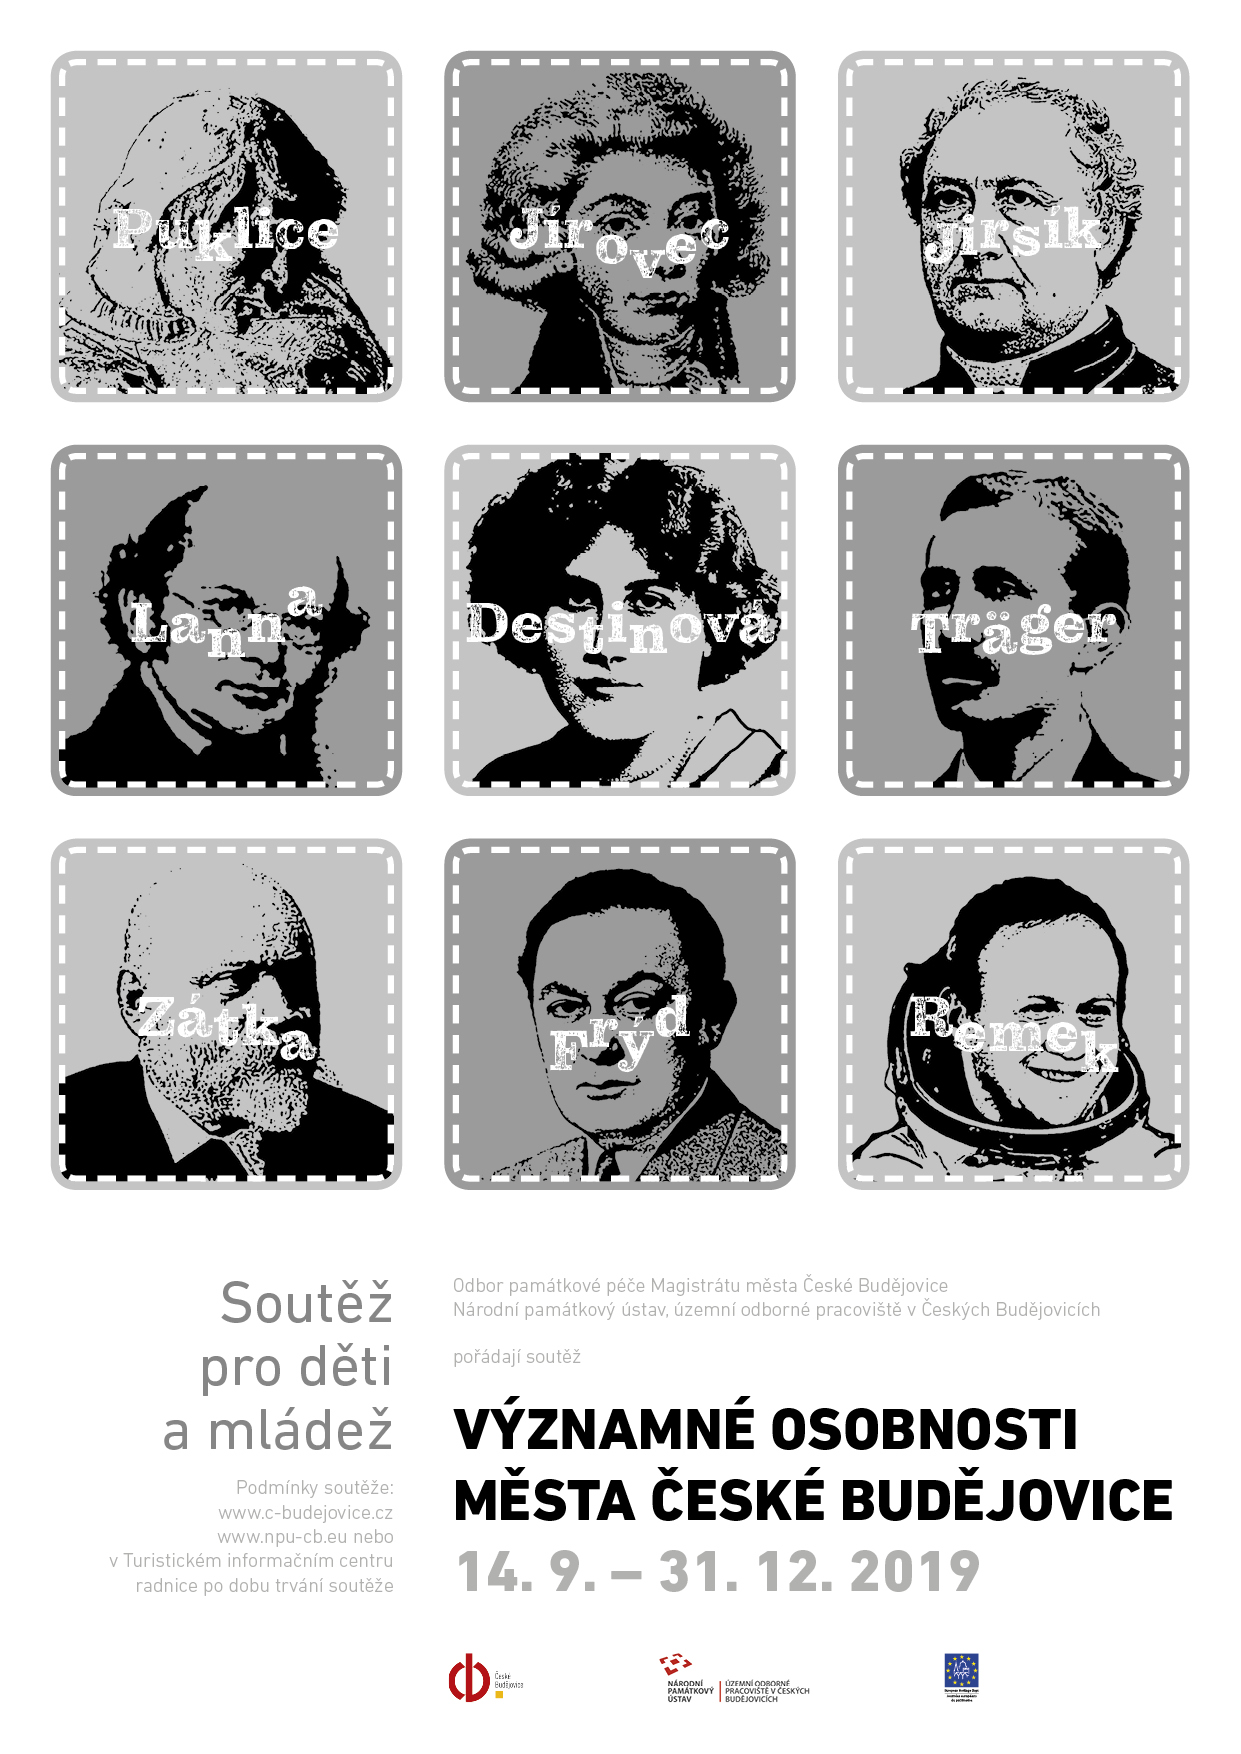 Puklice
Jírovec
jirsík
Lanna
Destinová
Träger
Zátka
Frýd
Remek
Soutěž
pro děti
a mládež
Podmínky soutěže:
www.c-budejovice.cz
www.npu-cb.eu nebo
v Turistickém informačním centru
radnice po dobu trvání soutěže
Odbor památkové péče Magistrátu města České Budějovice
Národní památkový ústav, územní odborné pracoviště v Českých Budějovicích
pořádají soutěž
VÝZNAMNÉ OSOBNOSTI
MĚSTA ČESKÉ BUDĚJOVICE
14. 9. – 31. 12. 2019
České
Budějovice
NÁRODNÍ
PAMÁTKOVÝ
ÚSTAV
ÚZEMNÍ ODBORNÉ
PRACOVIŠTĚ V ČESKÝCH
BUDĚJOVICÍCH
European Heritage Days